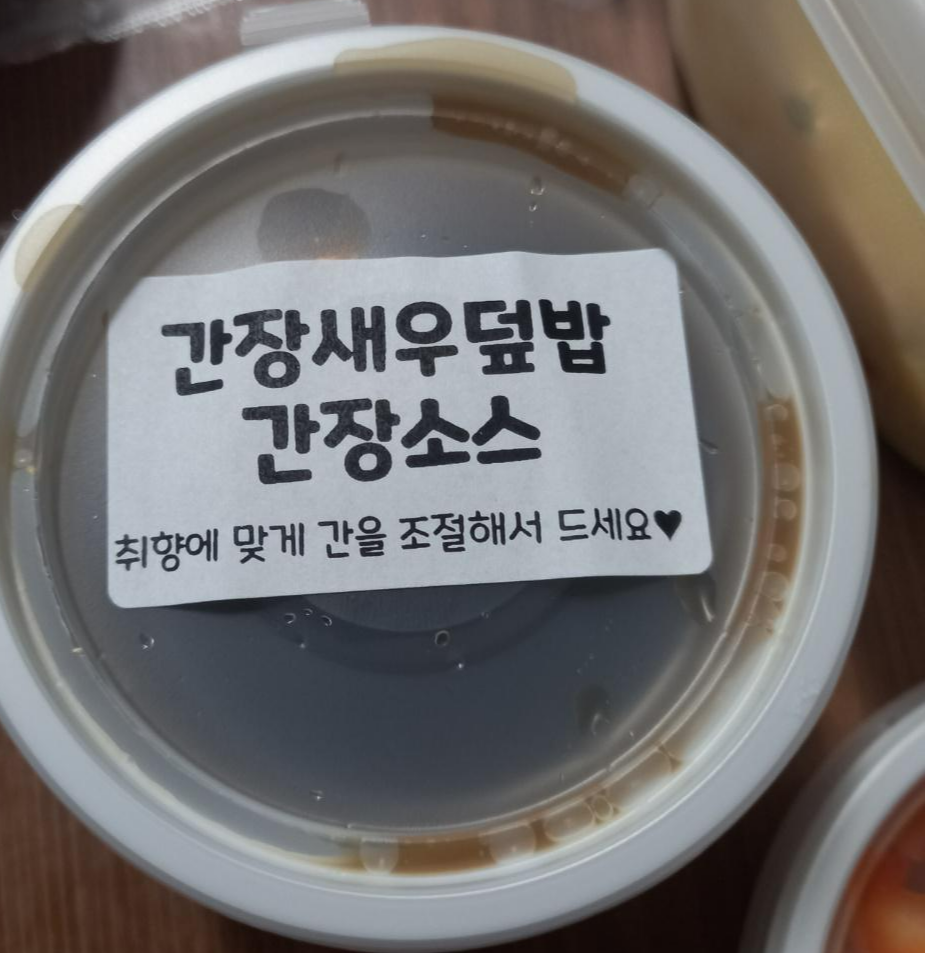 간장새우덮밥
간장소스
취향에 맞게 간을 조절해서 드세요♥